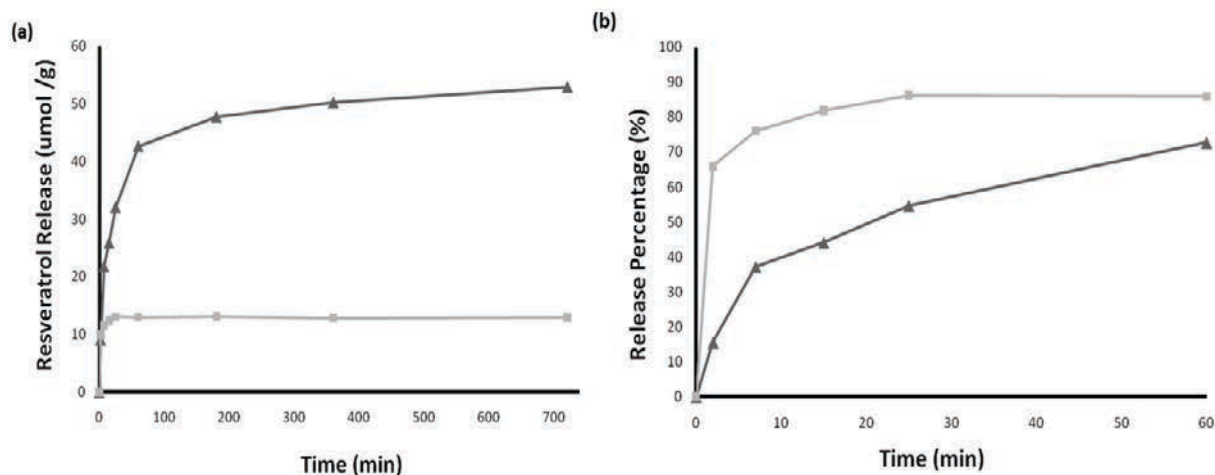 (a)
Resveratrol Release (umol /g)
60
50
40
30
20
10
0
0 100 200 300 400 500 600 700
Time (min)
(b)
Release Percentage (%)
100
90
80
70
60
50
40
30
20
10
0
0 10 20 30 40 50 60
Time (min)